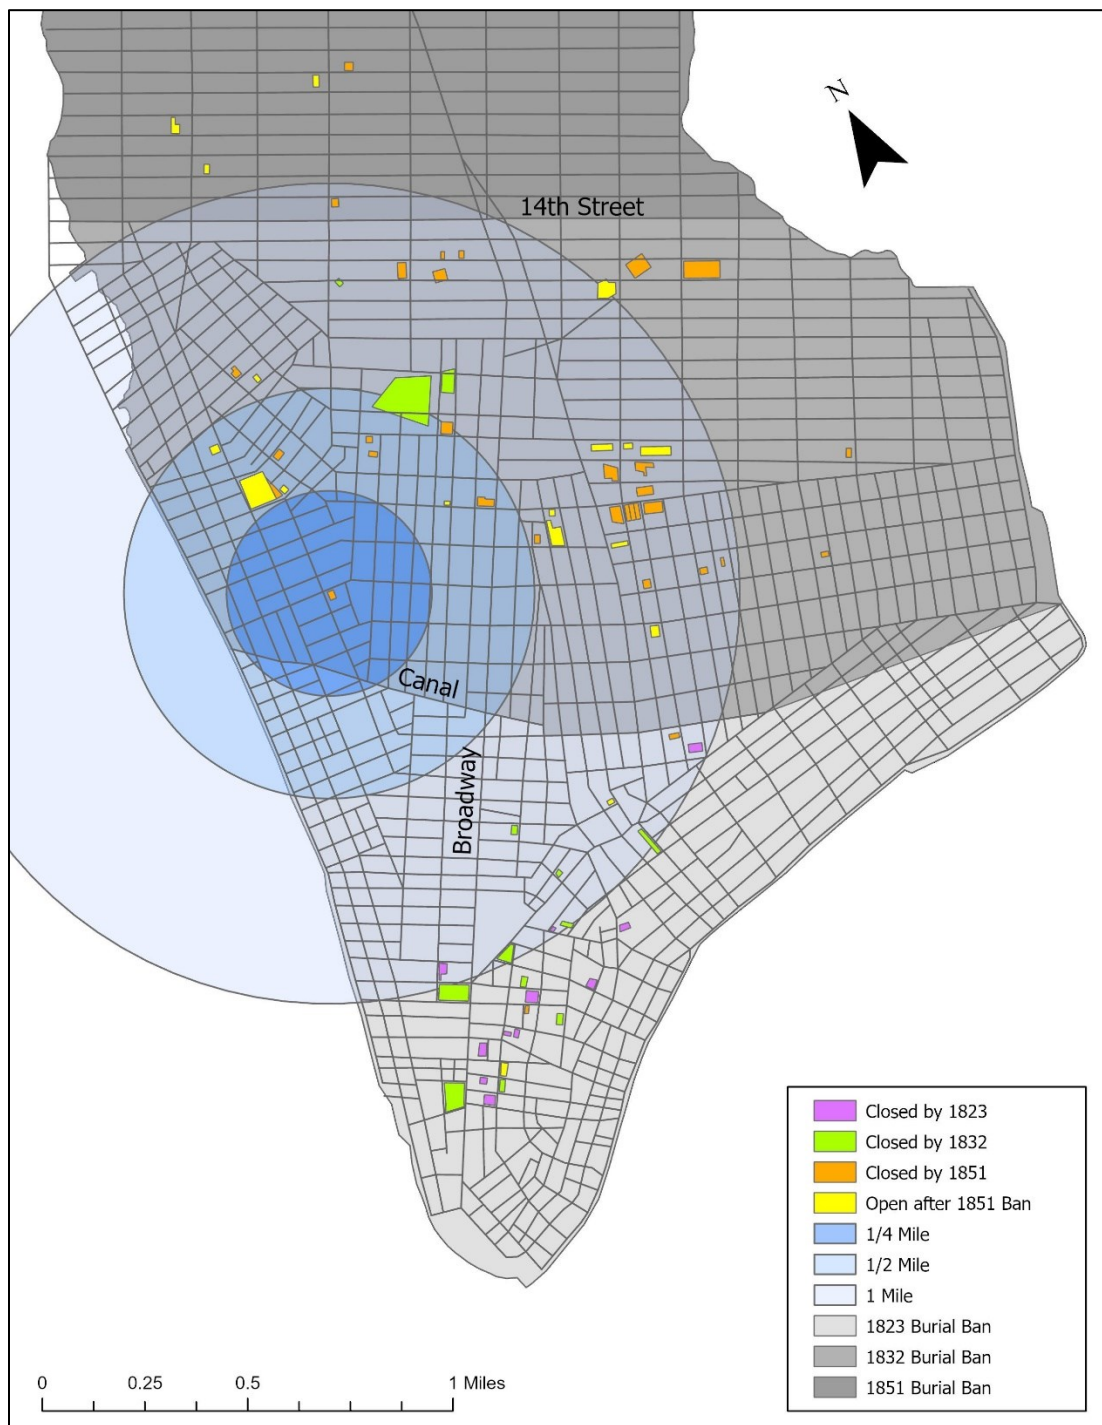 N
14th Street
Canal
Broadway
Closed by 1823
Closed by 1832
Closed by 1851
Open after 1851 Ban
1/4 Mile
1/2 Mile
1 Mile
1823 Burial Ban
1832 Burial Ban
1851 Burial Ban
0 0.25 0.5 1 Miles